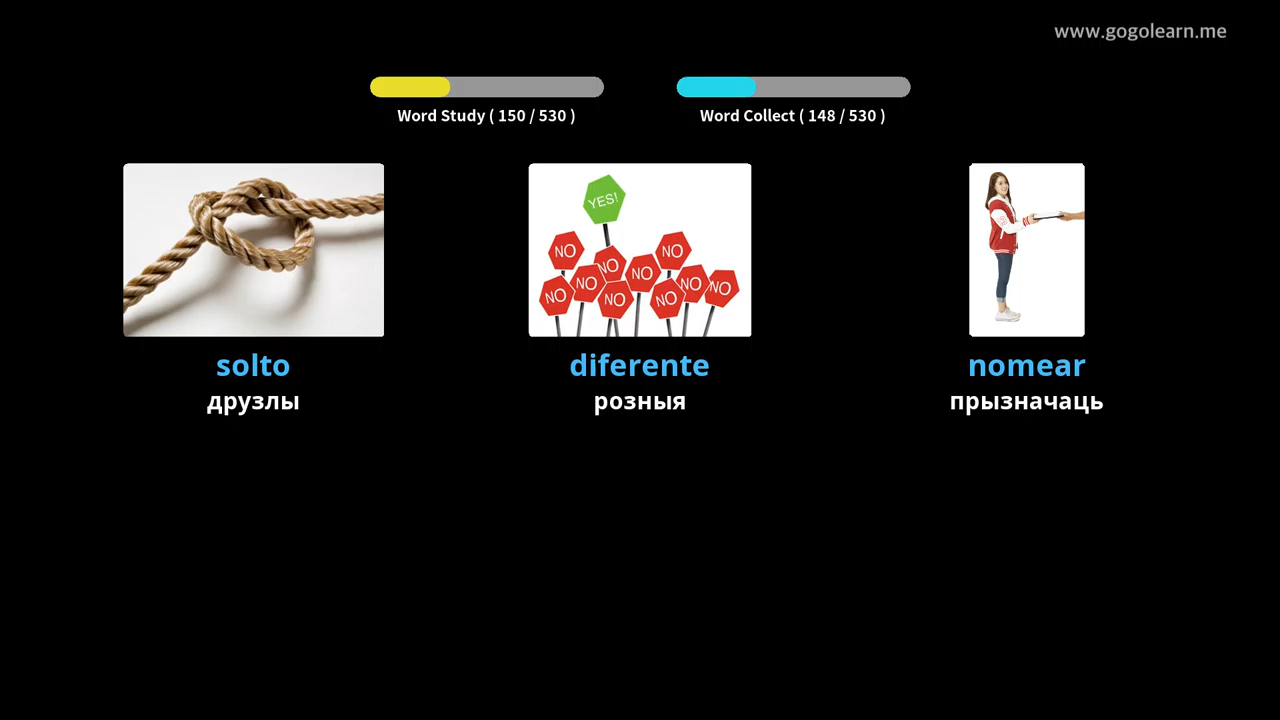 www.gogolearn.me
Word Study ( 150 / 530 )
Word Collect ( 148 / 530 )
YES!
NO
NO
NO
NO
NO
NO
NO
NO
NO
NO
solto
друзлы
diferente
розныя
nomear
прызначаць